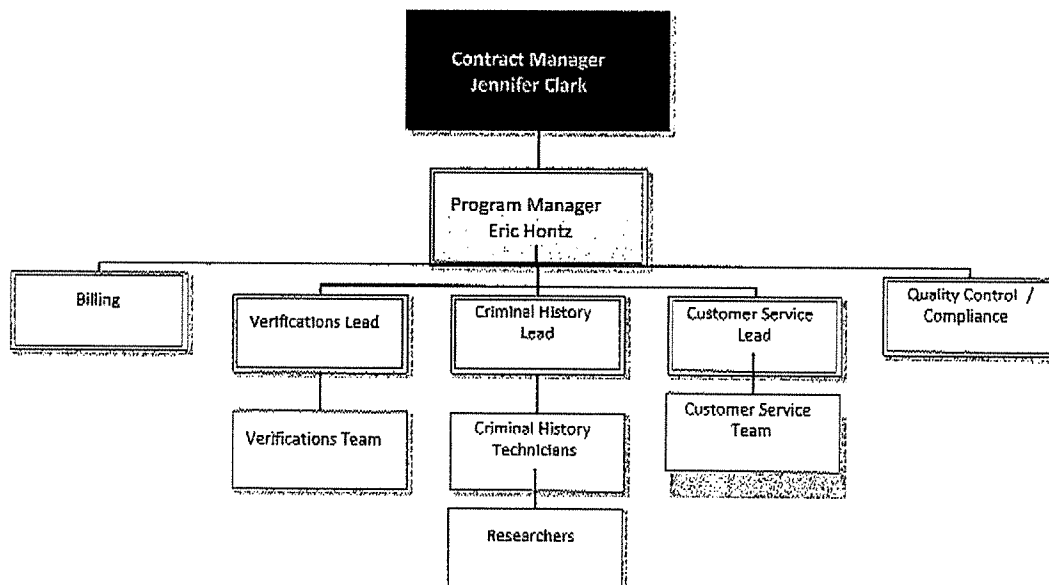 Contract Manager
Jennifer Clark
Program Manager
Eric Hontz
Billing
Verifications Lead
Criminal History
Lead
Customer Service
Lead
Quality Control /
Compliance
Verifications Team
Criminal History
Technicians
Customer Service
Team
Researchers